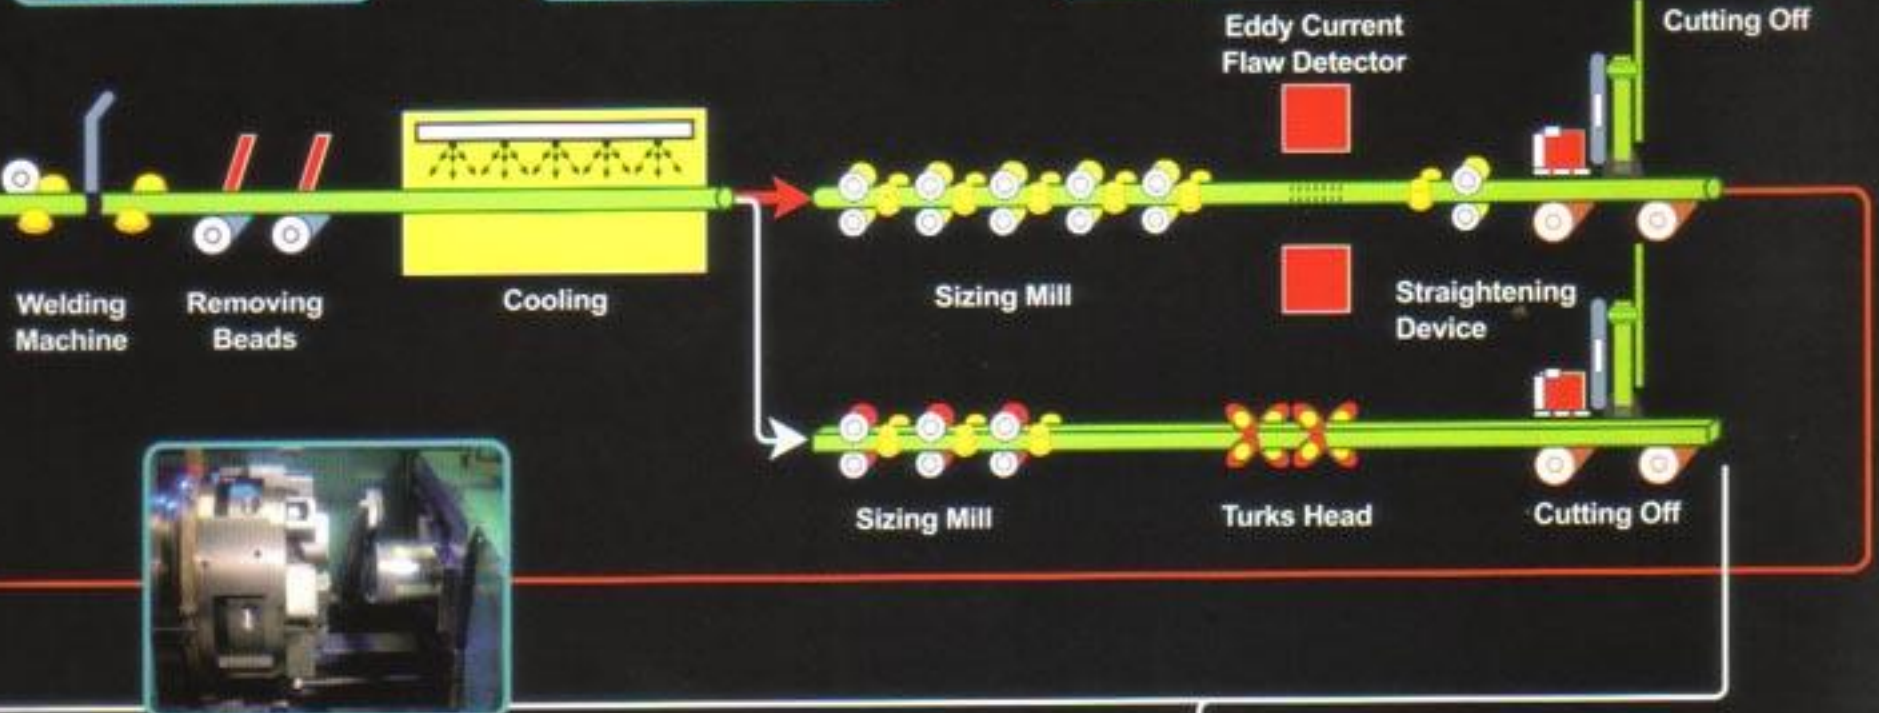 Eddy Current
Flaw Detector
Cutting Off
Welding
Machine
Removing
Beads
Cooling
Sizing Mill
Straightening
Device
Sizing Mill
Turks Head
Cutting Off